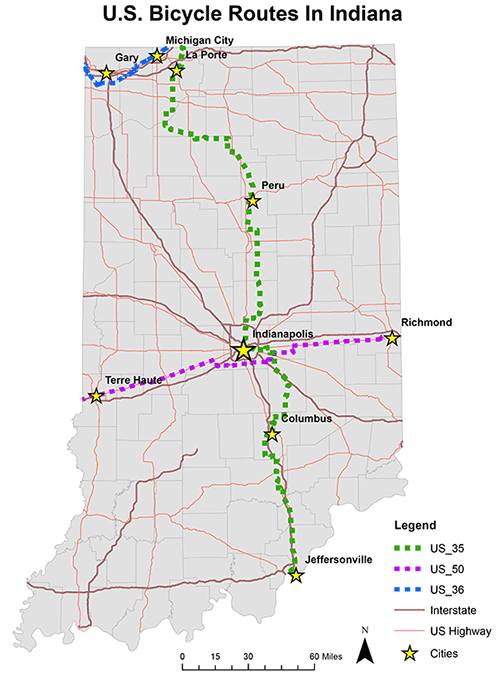 U.S. Bicycle Routes In Indiana
Michigan City
Gary
La Porte
Peru
Indianapolis
Richmond
Terre Haute
Columbus
Jeffersonville
Legend
US_35
US_50
US_36
Interstate
US Highway
Cities
N
0 15 30 60 Miles